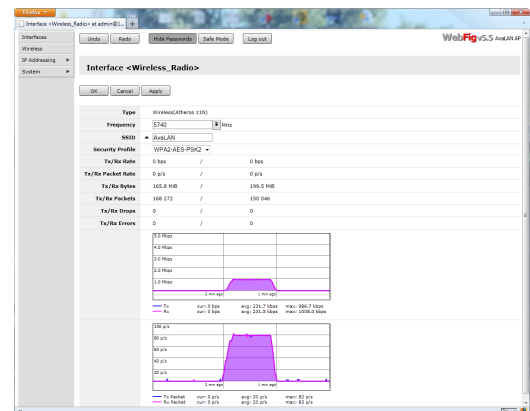 Firefox
Interface <Wireless_Radio> at admin@1... +
Interfaces
Wireless
IP Addressing
System
Undo Redo Hide Passwords Safe Mode Log out WebFig v5.5 AvaLAN AP
Interface <Wireless_Radio>
OK Cancel Apply
Type Wireless(Atheros 11N)
Frequency 5740 MHz
SSID AvaLAN
Security Profile WPA2-AES-PSK2
Tx/Rx Rate 0 bps / 0 bps
Tx/Rx Packet Rate 0 p/s / 0 p/s
Tx/Rx Bytes 165.8 MiB / 199.5 MiB
Tx/Rx Packets 168 272 / 150 046
Tx/Rx Drops 0 / 0
Tx/Rx Errors 0 / 0
5.0 Mbps
4.0 Mbps
3.0 Mbps
2.0 Mbps
1.0 Mbps
2 min ago 1 min ago
Tx cur: 0 bps avg: 231.7 kbps max: 986.7 kbps
Rx cur: 0 bps avg: 231.5 kbps max: 1008.0 kbps
100 p/s
80 p/s
60 p/s
40 p/s
20 p/s
2 min ago 1 min ago
Tx Packet cur: 0 p/s avg: 20 p/s max: 82 p/s
Rx Packet cur: 0 p/s avg: 20 p/s max: 83 p/s